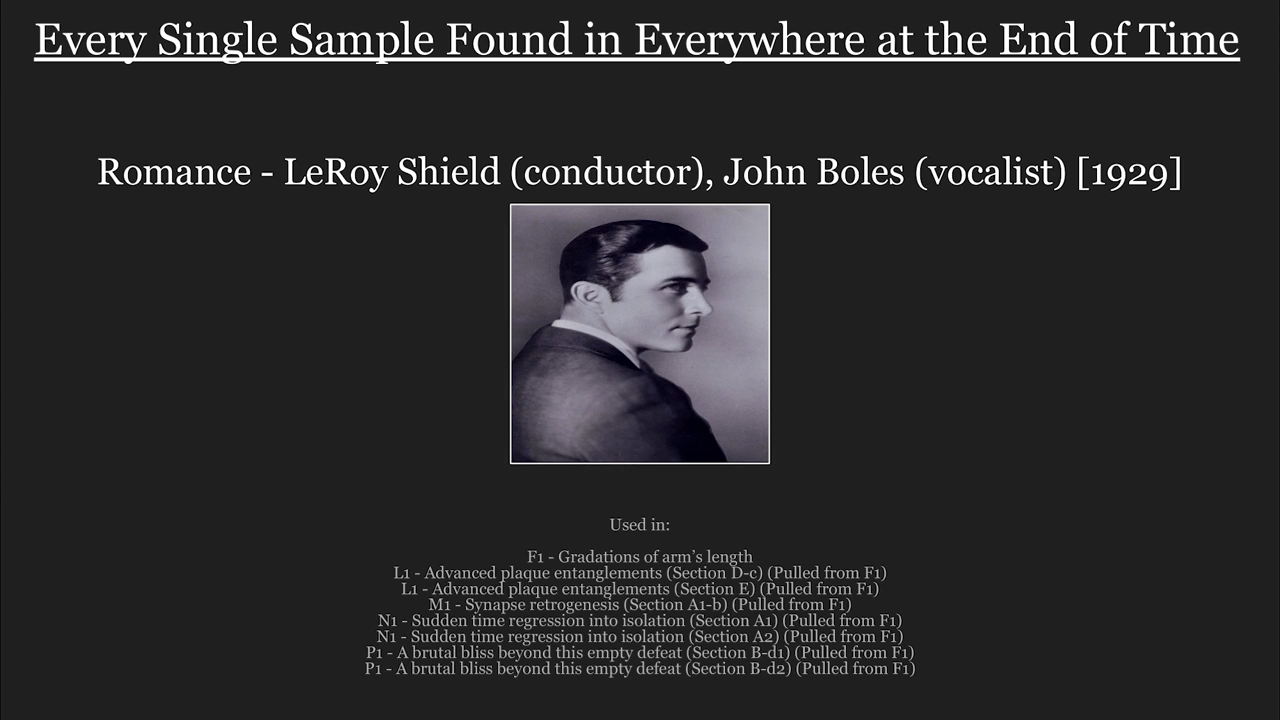 Every Single Sample Found in Everywhere at the End of Time
Romance - LeRoy Shield (conductor), John Boles (vocalist) [1929]
Used in:
F1 - Gradations of arm's length
L1 - Advanced plaque entanglements (Section D-c) (Pulled from F1)
L1 - Advanced plaque entanglements (Section E) (Pulled from F1)
M1 - Synapse retrogenesis (Section A1-b) (Pulled from F1)
N1 - Sudden time regression into isolation (Section A1) (Pulled from F1)
N1 - Sudden time regression into isolation (Section A2) (Pulled from F1)
P1 - A brutal bliss beyond this empty defeat (Section B-d1) (Pulled from F1)
P1 - A brutal bliss beyond this empty defeat (Section B-d2) (Pulled from F1)